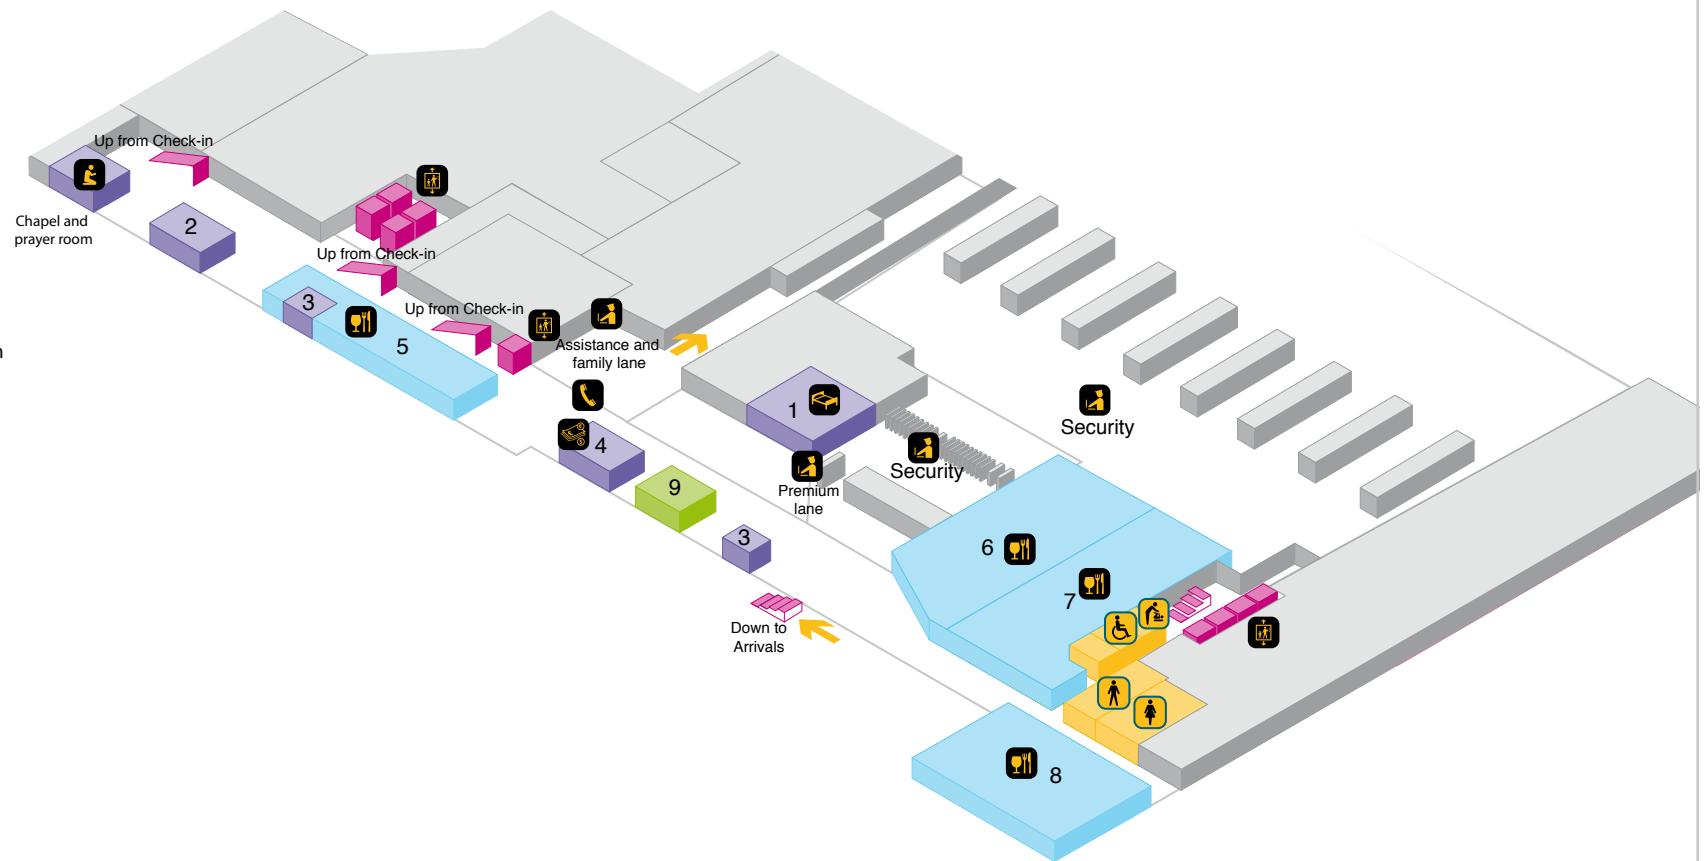 Up from Check-in
Chapel and
prayer room
2
Up from Check-in
3
Up from Check-in
5
Assistance and
family lane
n
1
4
Security
Security
Premium
lane
9
3
6
7
Down to
Arrivals
8